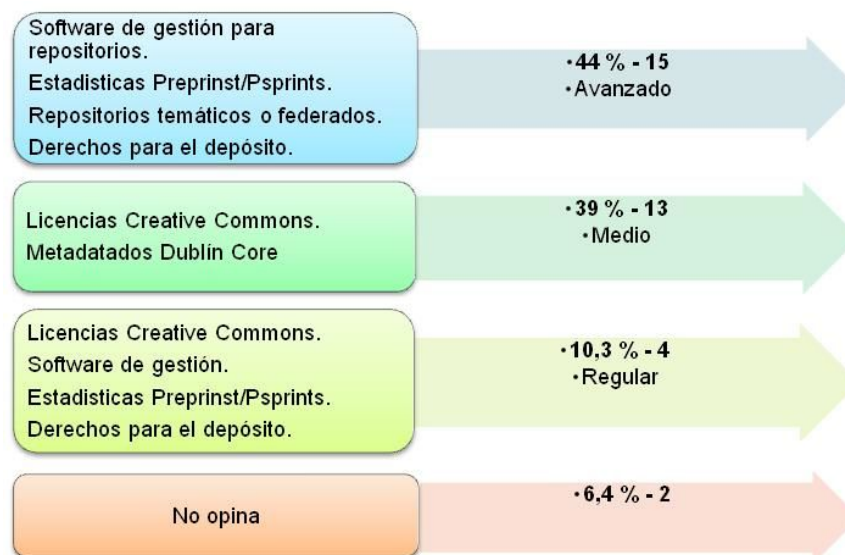 Software de gestión para
repositorios.
Estadisticas Preprinst/Psprints.
Repositorios temáticos o federados.
Derechos para el depósito.
•44 % - 15
•Avanzado
Licencias Creative Commons.
Metadatados Dublín Core
•39 % - 13
•Medio
Licencias Creative Commons.
Software de gestión.
Estadisticas Preprinst/Psprints.
Derechos para el depósito.
•10,3 % - 4
•Regular
No opina
•6,4 % - 2